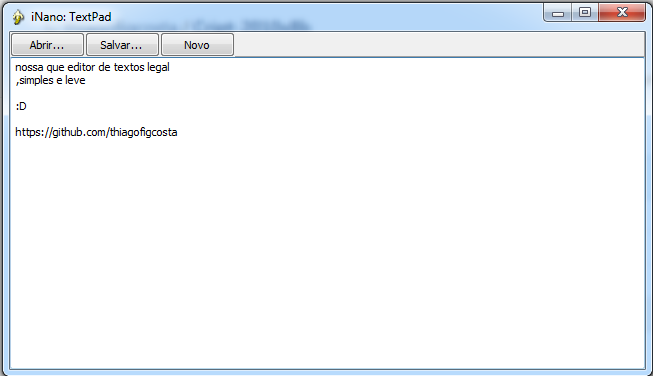 iNano: TextPad
Abrir... Salvar... Novo
nossa que editor de textos legal
,simples e leve
:D
https://github.com/thiagofigcosta